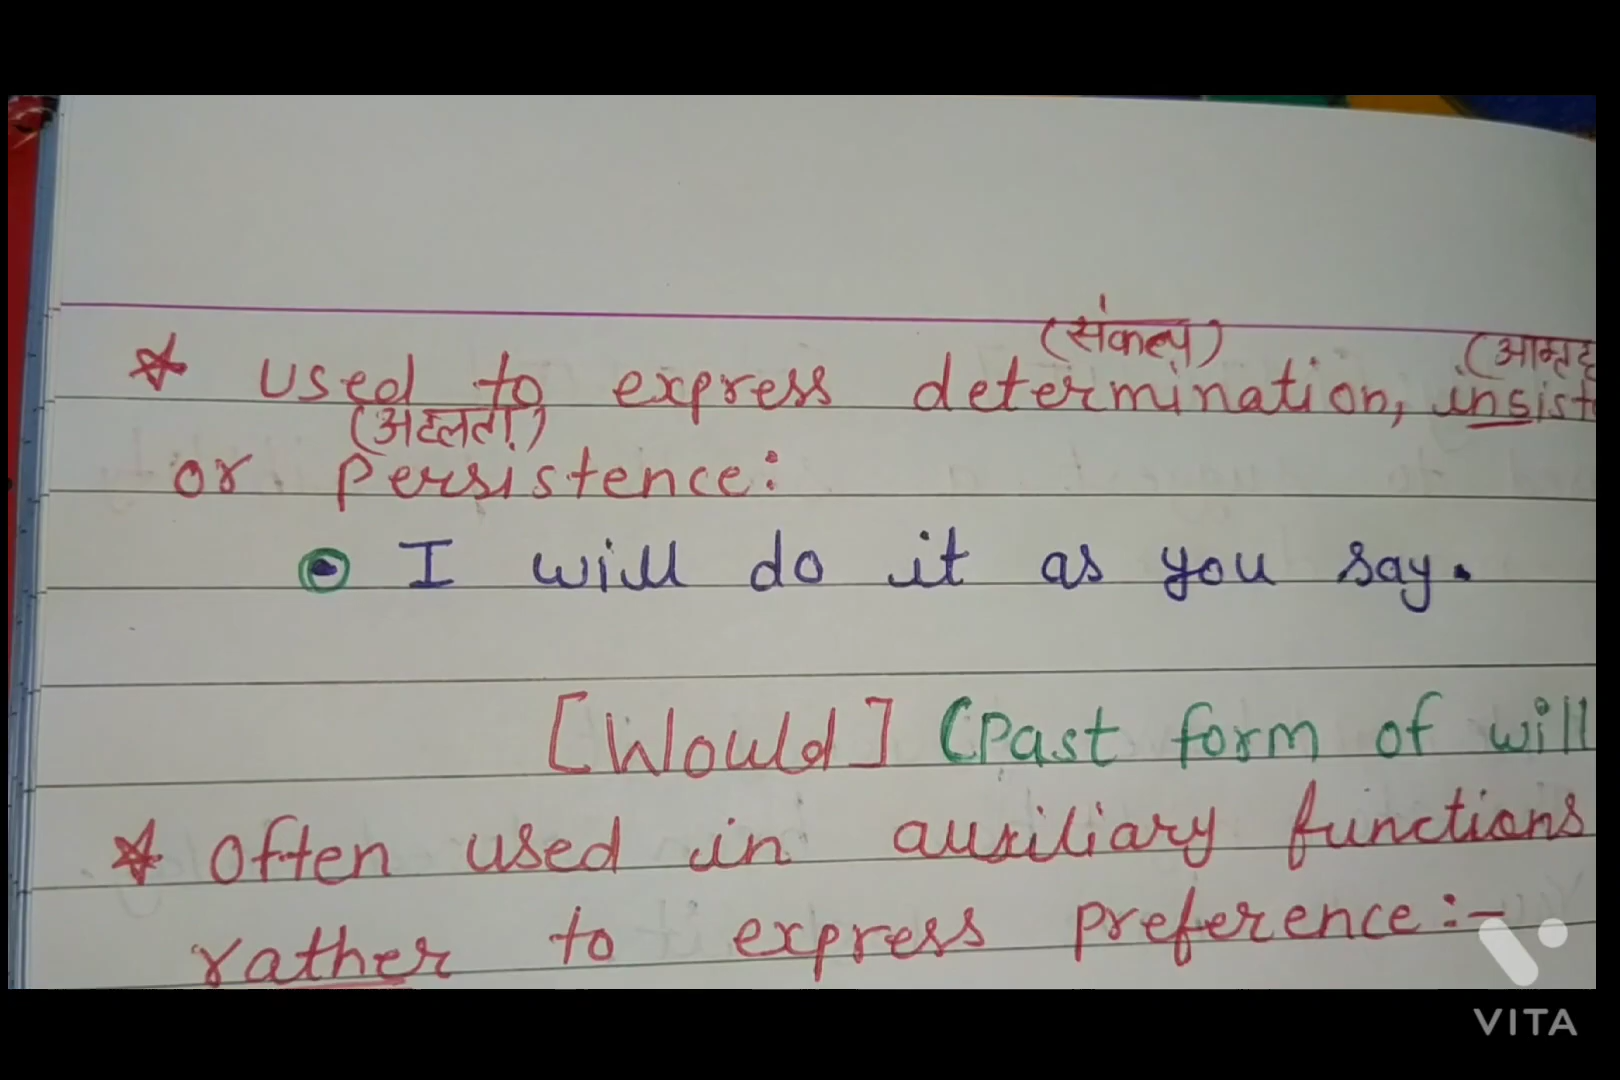 (संकल्प) (आग्रह
* used to express determination, insist
(अटलता)
or Persistence:
I will do it as you say.
[Would] (Past form of will
* often used in auxiliary functions
rather to express preference:-
VITA